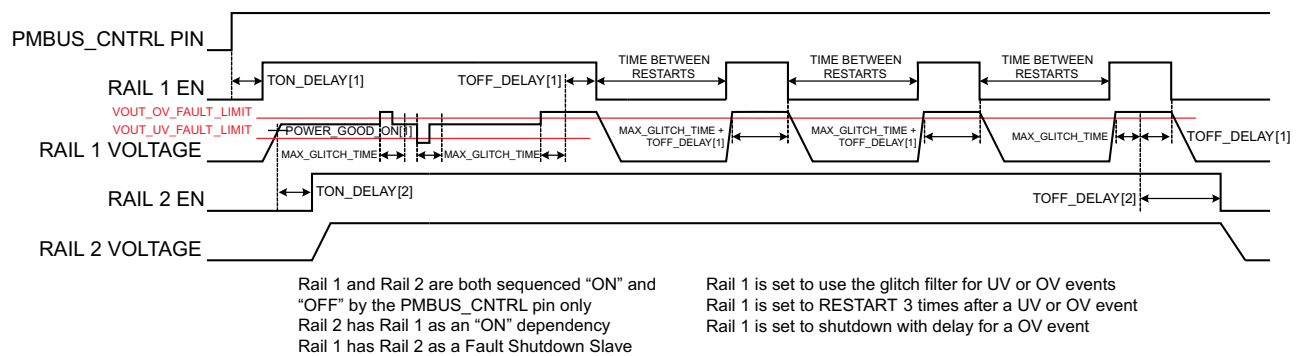 PMBUS_CNTRL PIN
RAIL 1 EN
TON_DELAY[1]
TOFF_DELAY[1]
TIME BETWEEN
RESTARTS
TIME BETWEEN
RESTARTS
TIME BETWEEN
RESTARTS
VOUT_OV_FAULT_LIMIT
VOUT_UV_FAULT_LIMIT
POWER_GOOD_ON[1]
RAIL 1 VOLTAGE
MAX_GLITCH_TIME
MAX_GLITCH_TIME
MAX_GLITCH_TIME +
TOFF_DELAY[1]
MAX_GLITCH_TIME +
TOFF_DELAY[1]
MAX_GLITCH_TIME
TOFF_DELAY[1]
RAIL 2 EN
TON_DELAY[2]
TOFF_DELAY[2]
RAIL 2 VOLTAGE
Rail 1 and Rail 2 are both sequenced “ON” and
“OFF” by the PMBUS_CNTRL pin only
Rail 2 has Rail 1 as an “ON” dependency
Rail 1 has Rail 2 as a Fault Shutdown Slave
Rail 1 is set to use the glitch filter for UV or OV events
Rail 1 is set to RESTART 3 times after a UV or OV event
Rail 1 is set to shutdown with delay for a OV event